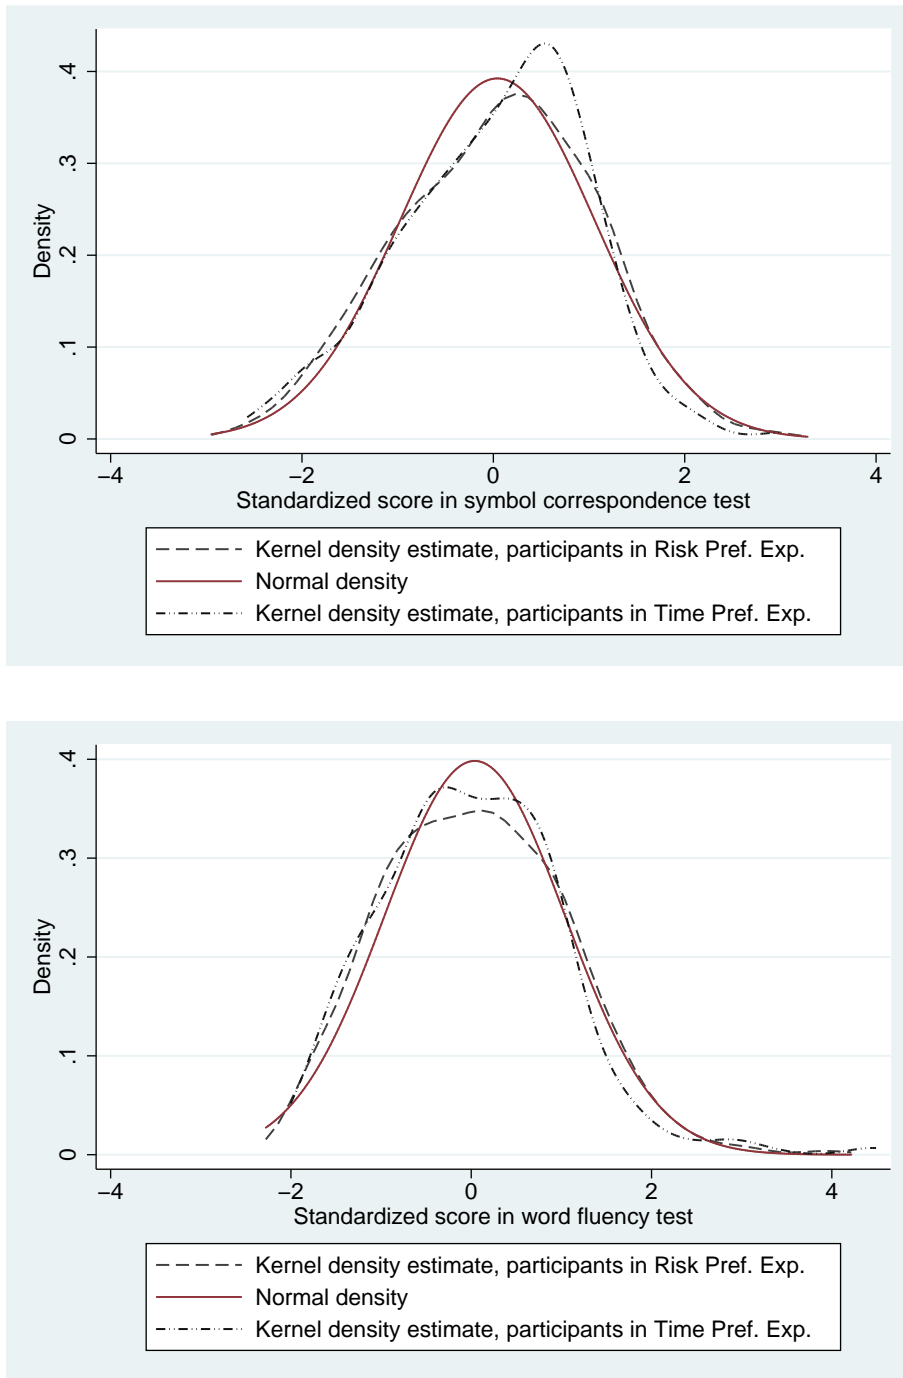 Density
0
.1
.2
.3
.4
−4
−2
0
2
4
Standardized score in symbol correspondence test
Kernel density estimate, participants in Risk Pref. Exp.
Normal density
Kernel density estimate, participants in Time Pref. Exp.
Density
0
.1
.2
.3
.4
−4
−2
0
2
4
Standardized score in word fluency test
Kernel density estimate, participants in Risk Pref. Exp.
Normal density
Kernel density estimate, participants in Time Pref. Exp.